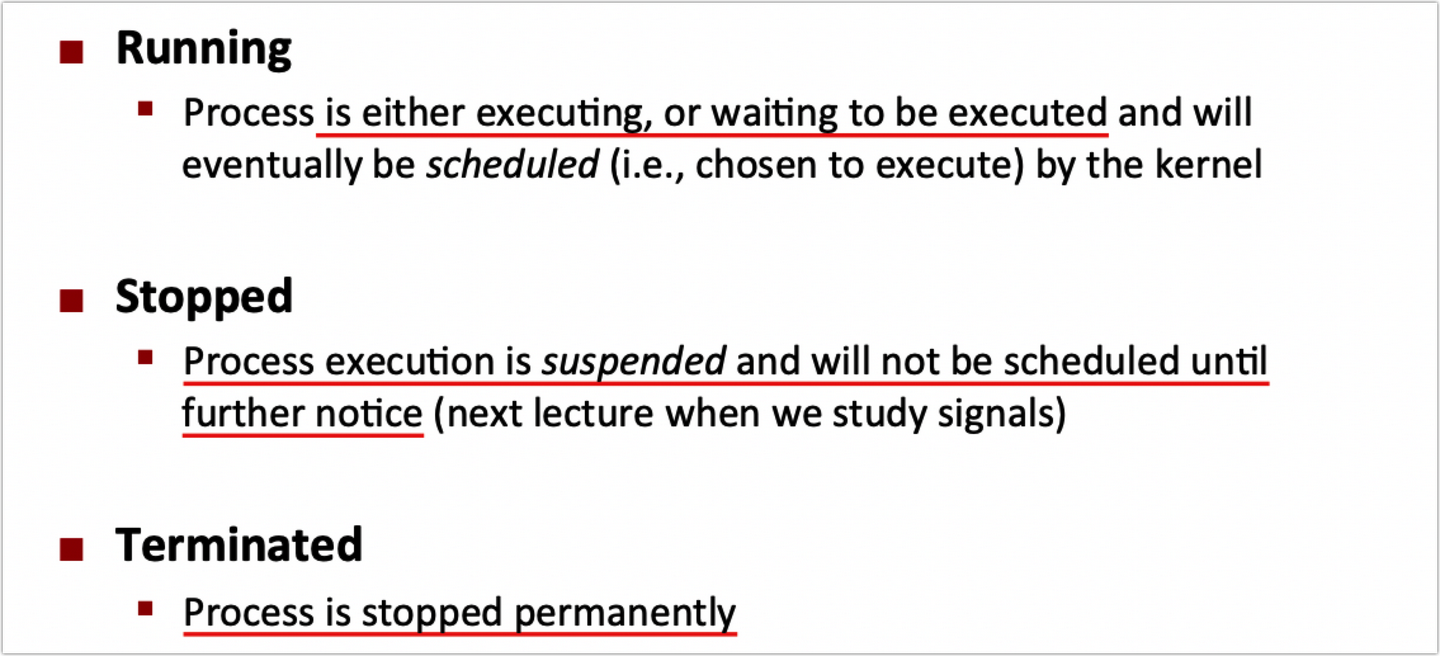 Running
Process is either executing, or waiting to be executed and will
eventually be scheduled (i.e., chosen to execute) by the kernel
Stopped
Process execution is suspended and will not be scheduled until
further notice (next lecture when we study signals)
Terminated
Process is stopped permanently